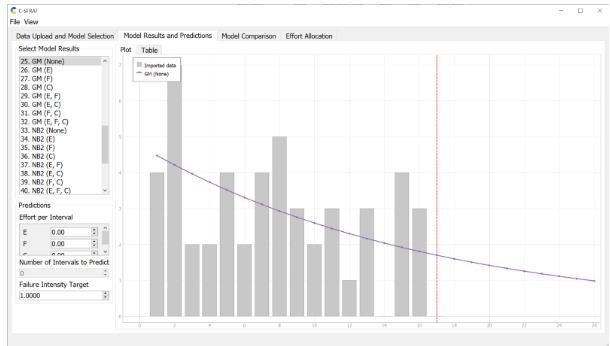 C-SFRAT
File View
Data Upload and Model Selection Model Results and Predictions Model Comparison Effort Allocation
Select Model Results
25. GM (None)
26. GM (E)
27. GM (F)
28. GM (C)
29. GM (E, F)
30. GM (E, C)
31. GM (F, C)
32. GM (E, F, C)
33. NB2 (None)
34. NB2 (E)
35. NB2 (F)
36. NB2 (C)
37. NB2 (E, F)
38. NB2 (E, C)
39. NB2 (F, C)
40. NB2 (E, F, C)
Predictions
Effort per Interval
E 0.00
F 0.00
Number of Intervals to Predict
0
Failure Intensity Target
1.0000
Plot Table
Imported data
GM (None)
7
6
5
4
3
2
1
0
0 2 4 6 8 10 12 14 16 18 20 22 24 26